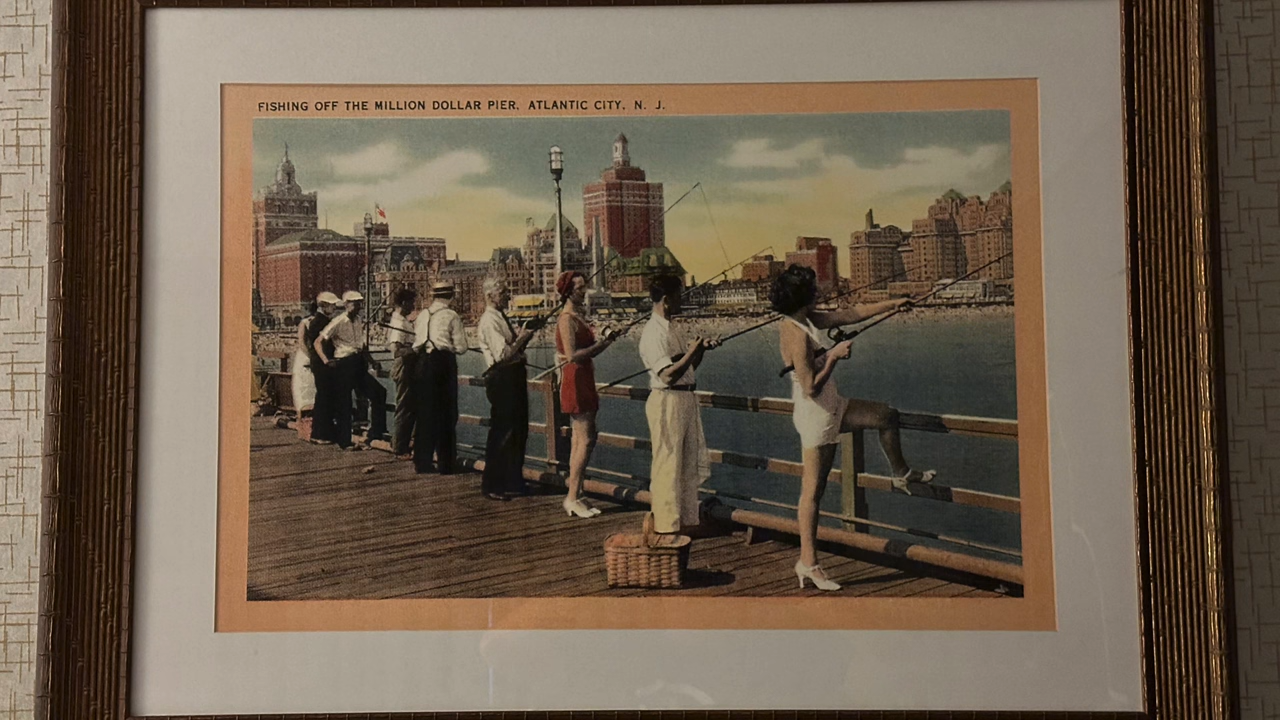 FISHING OFF THE MILLION DOLLAR PIER, ATLANTIC CITY, N. J.